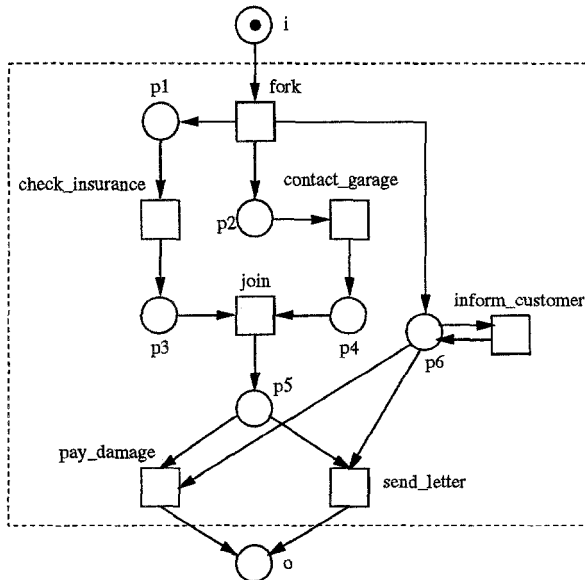 i
p1
fork
check_insurance
contact_garage
p2
join
inform_customer
p3
p4
p6
p5
pay_damage
send_letter
o